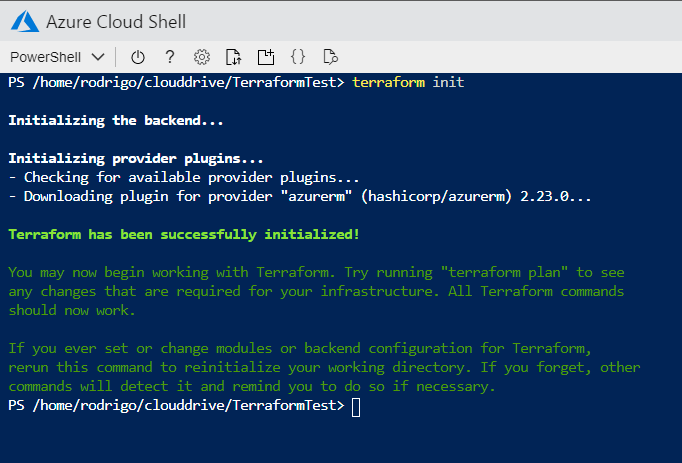 Azure Cloud Shell
PowerShell
PS /home/rodrigo/clouddrive/TerraformTest> terraform init
Initializing the backend...
Initializing provider plugins...
- Checking for available provider plugins...
- Downloading plugin for provider "azurerm" (hashicorp/azurerm) 2.23.0...
Terraform has been successfully initialized!
You may now begin working with Terraform. Try running "terraform plan" to see
any changes that are required for your infrastructure. All Terraform commands
should now work.
If you ever set or change modules or backend configuration for Terraform,
rerun this command to reinitialize your working directory. If you forget, other
commands will detect it and remind you to do so if necessary.
PS /home/rodrigo/clouddrive/TerraformTest>